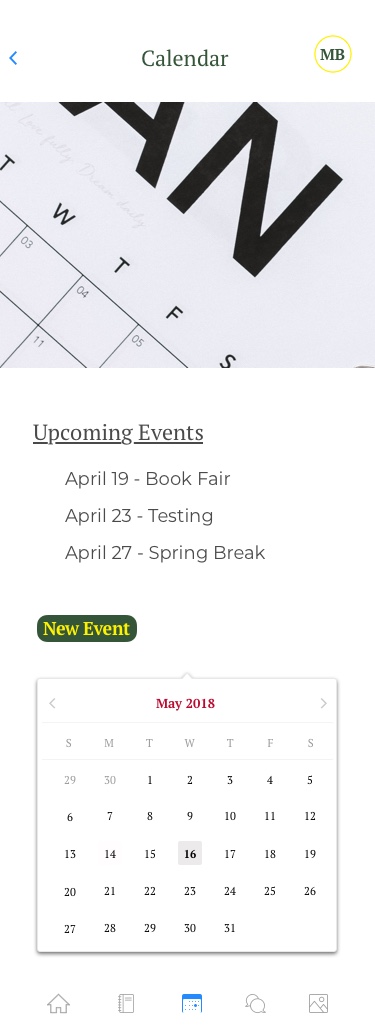 Calendar
MB
AN
Love fully. Dream daily.
T
W
T
F
S
03
04
05
11
Upcoming Events
April 19 - Book Fair
April 23 - Testing
April 27 - Spring Break
New Event
May 2018
S M T W T F S
29 30 1 2 3 4 5
6 7 8 9 10 11 12
13 14 15 16 17 18 19
20 21 22 23 24 25 26
27 28 29 30 31